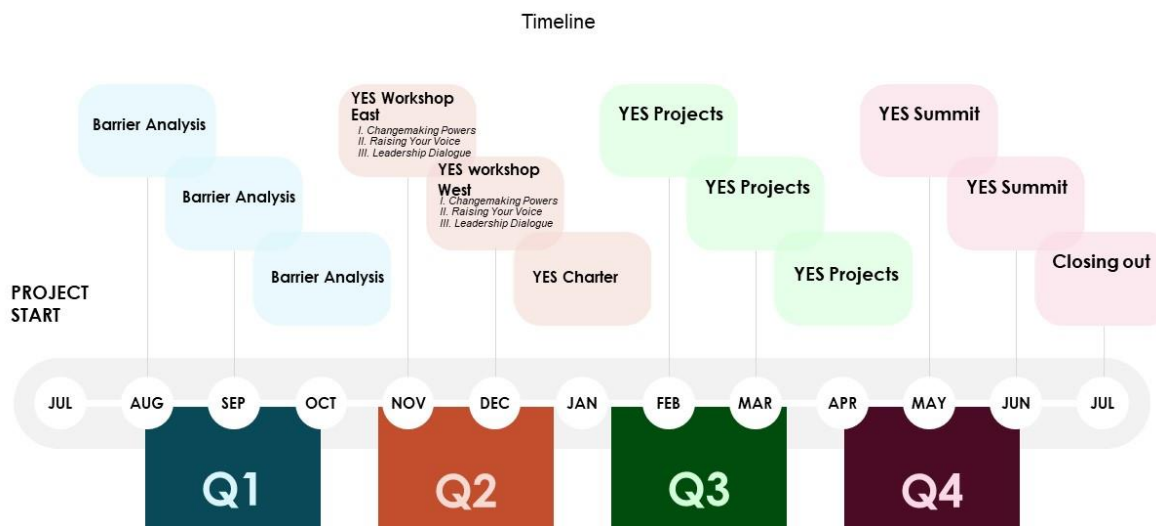 Timeline
Barrier Analysis
Barrier Analysis
Barrier Analysis
YES Workshop
East
I. Changemaking Powers
II. Raising Your Voice
III. Leadership Dialogue
YES workshop
West
I. Changemaking Powers
II. Raising Your Voice
III. Leadership Dialogue
YES Charter
YES Projects
YES Projects
YES Projects
YES Summit
YES Summit
Closing out
PROJECT
START
JUL
AUG
SEP
OCT
NOV
DEC
JAN
FEB
MAR
APR
MAY
JUN
JUL
Q1
Q2
Q3
Q4